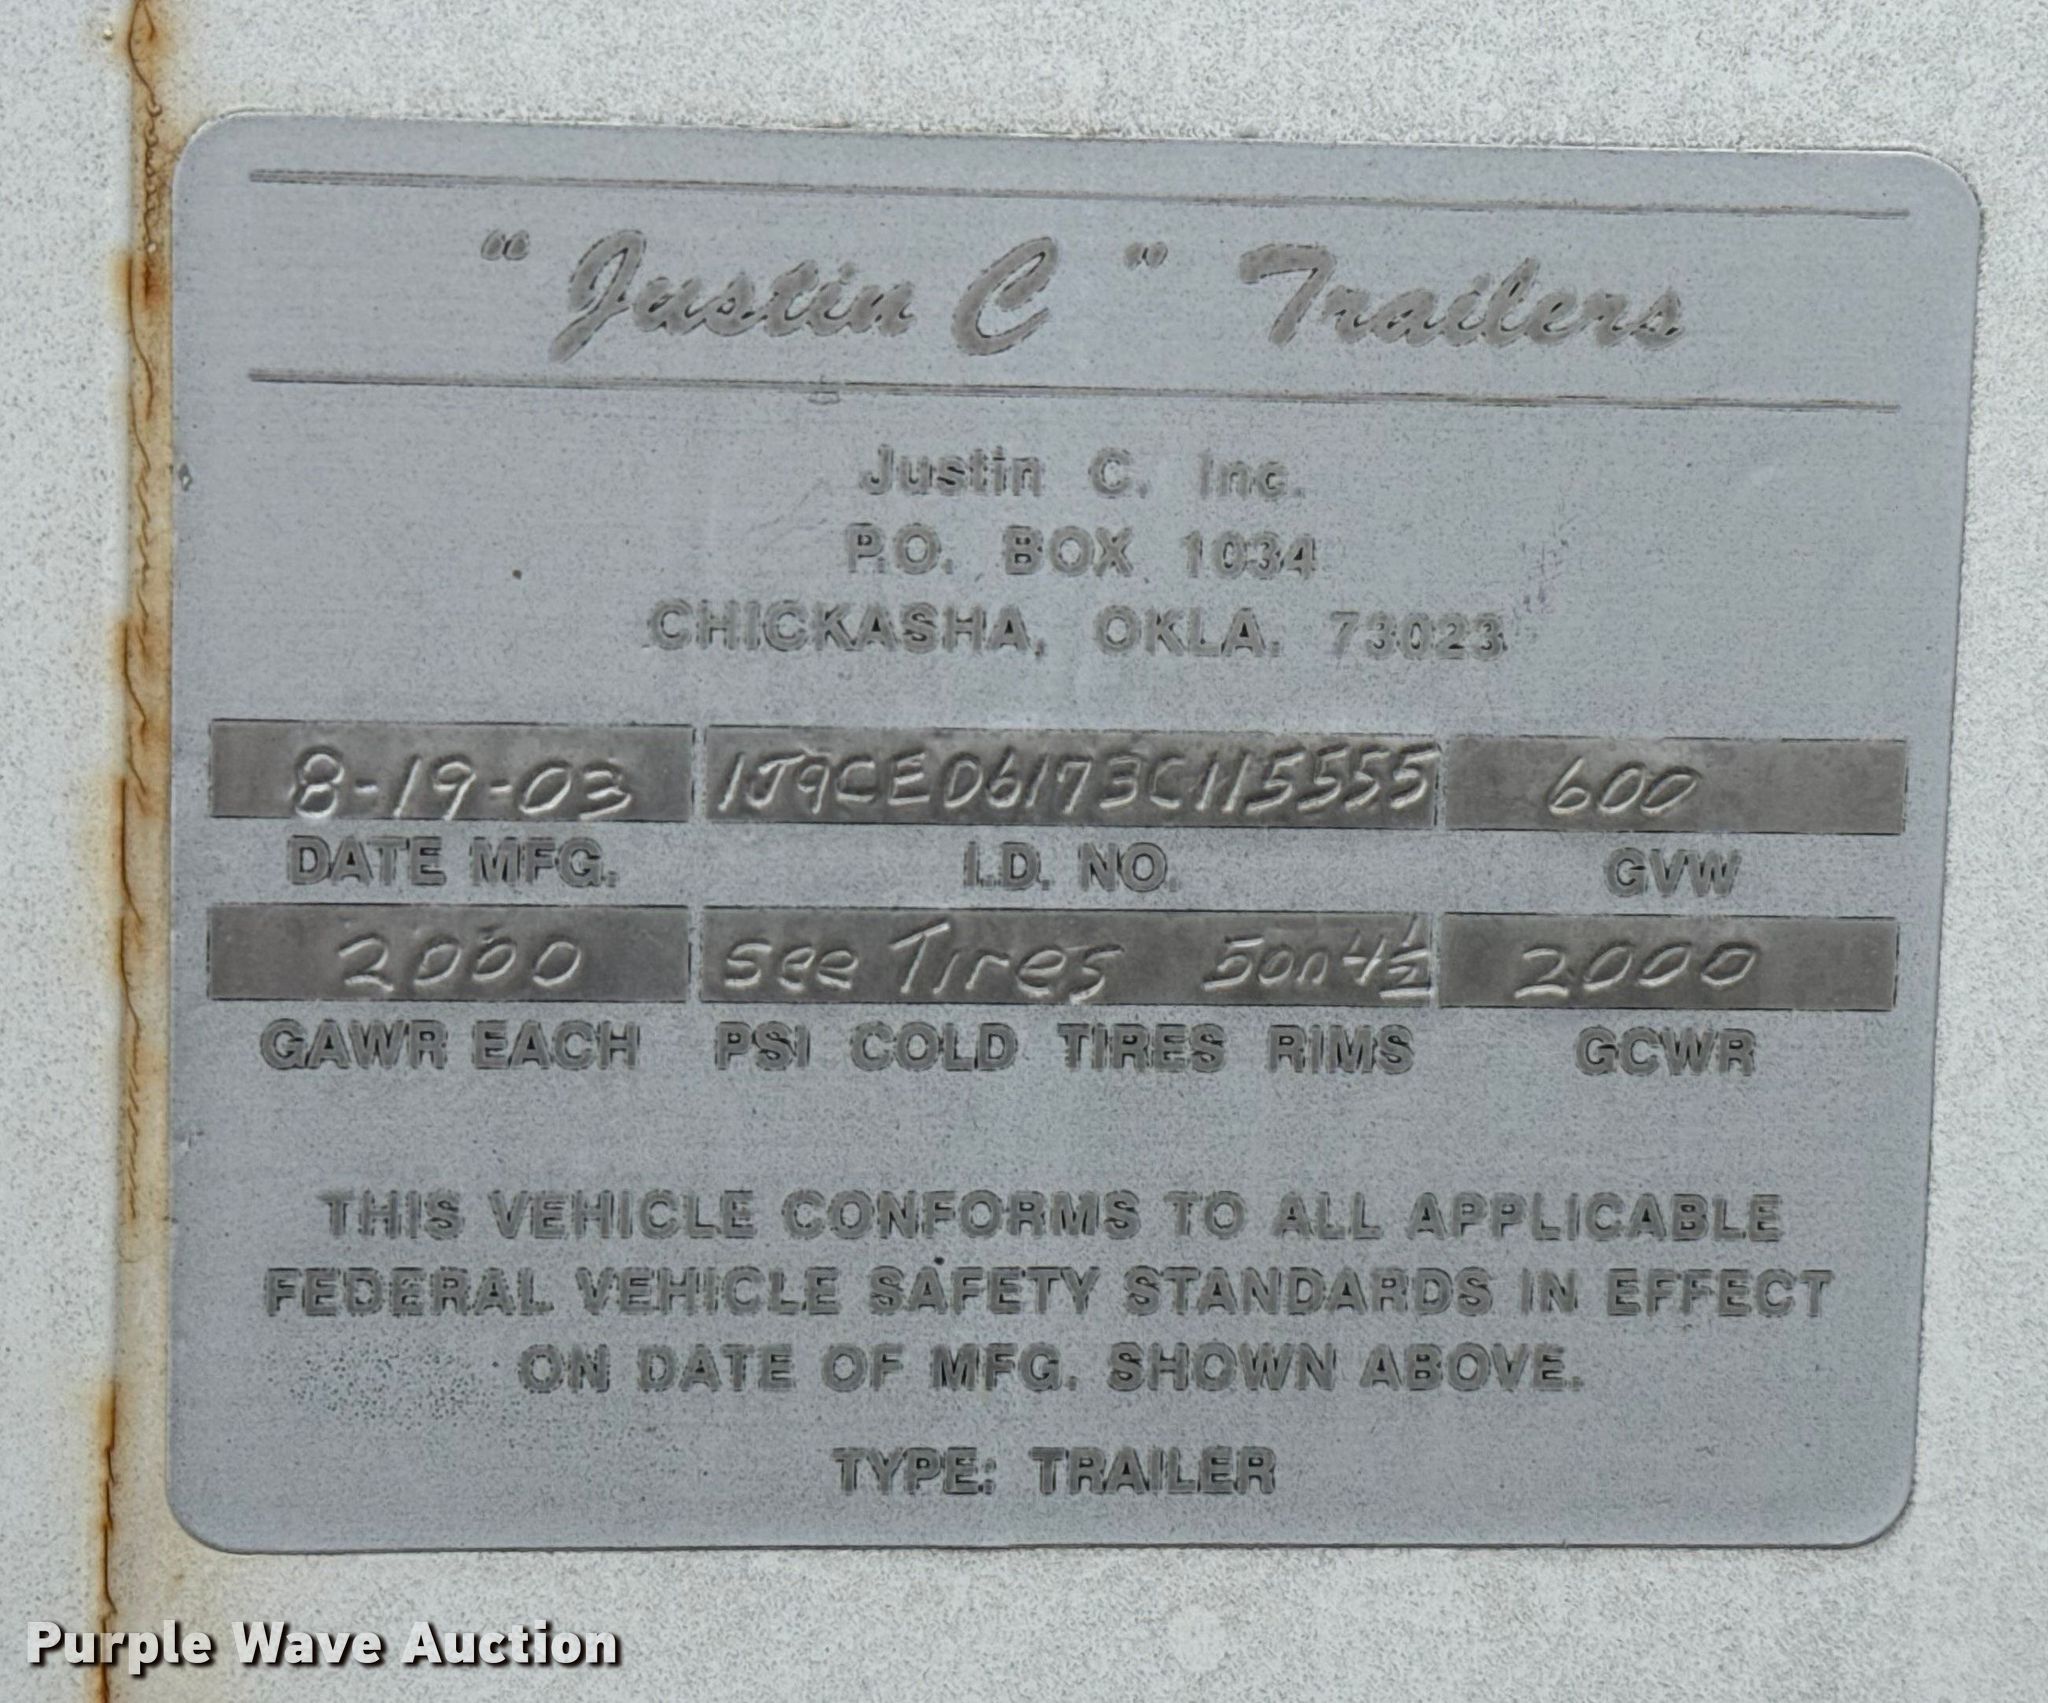 "Justin C" Trailers
Justin C. Inc.
P.O. BOX 1034
CHICKASHA, OKLA. 73023
8-19-03 1J9CED6173C115555 600
DATE MFG. I.D. NO. GVW
2000 see Tires 5on4½ 2000
GAWR EACH PSI COLD TIRES RIMS GCWR
THIS VEHICLE CONFORMS TO ALL APPLICABLE
FEDERAL VEHICLE SAFETY STANDARDS IN EFFECT
ON DATE OF MFG. SHOWN ABOVE.
TYPE: TRAILER
Purple Wave Auction